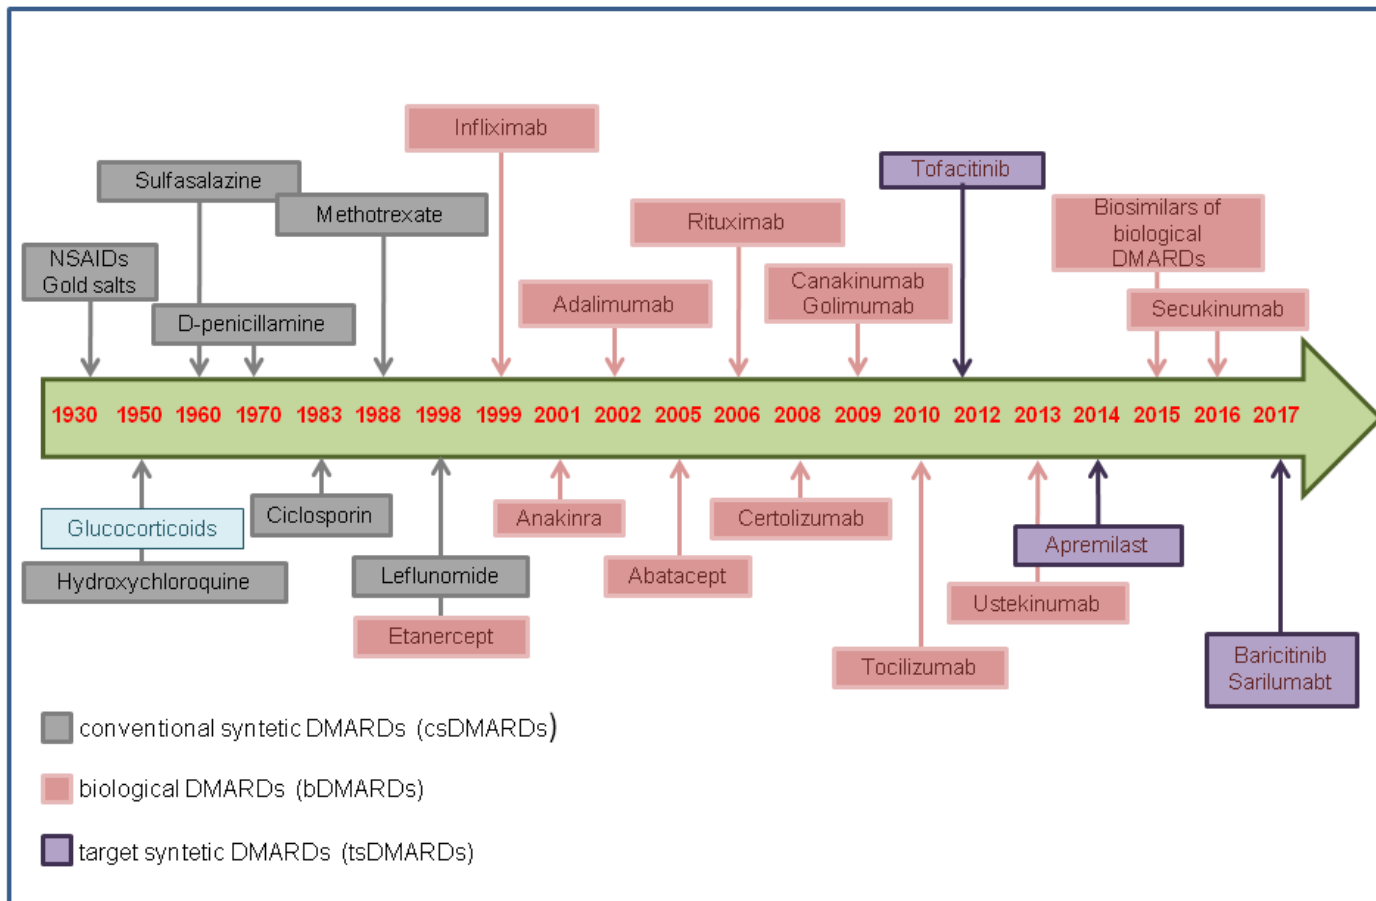 Infliximab
Tofacitinib
Sulfasalazine
Methotrexate
Rituximab
Biosimilars of
biological
DMARDs
NSAIDs
Gold salts
Canakinumab
Golimumab
Adalimumab
Secukinumab
D-penicillamine
1930 1950 1960 1970 1983 1988 1998 1999 2001 2002 2005 2006 2008 2009 2010 2012 2013 2014 2015 2016 2017
Glucocorticoids
Ciclosporin
Anakinra
Certolizumab
Apremilast
Hydroxychloroquine
Leflunomide
Abatacept
Ustekinumab
Etanercept
Tocilizumab
Baricitinib
Sarilumabt
conventional syntetic DMARDs (csDMARDs)
biological DMARDs (bDMARDs)
target syntetic DMARDs (tsDMARDs)